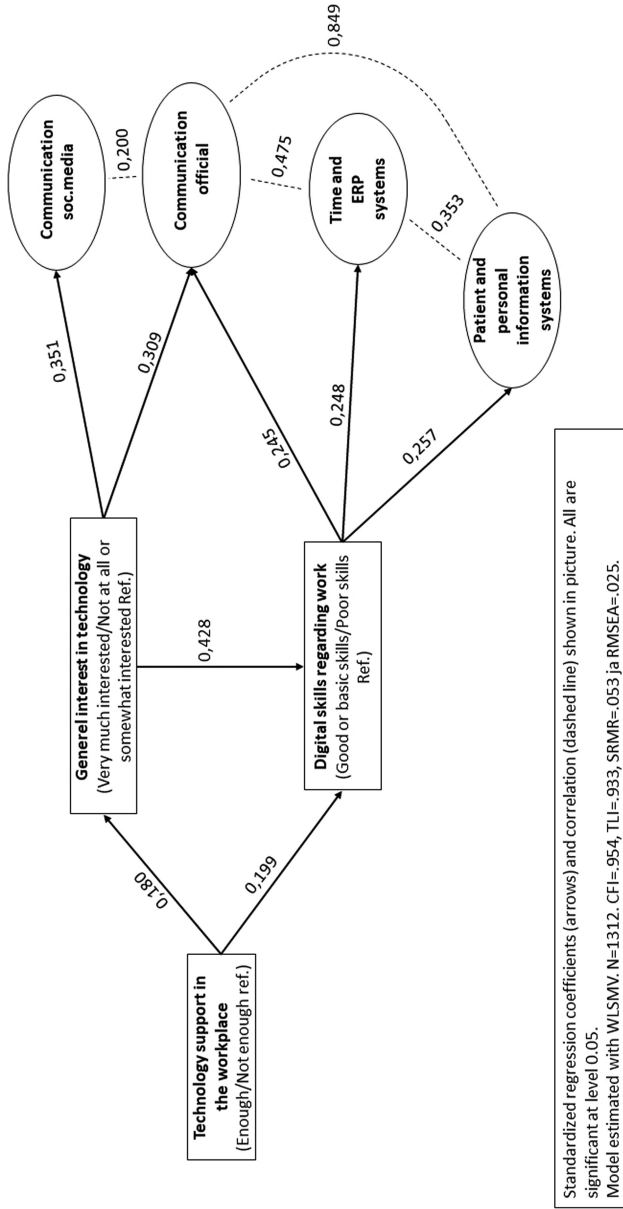 Technology support in
the workplace
(Enough/Not enough ref.)
0,180
0,199
Generel interest in technology
(Very much interested/Not at all or
somewhat interested Ref.)
0,428
Digital skills regarding work
(Good or basic skills/Poor skills
Ref.)
0,351
0,309
0,245
0,248
0,257
Communication
soc.media
0,200
Communication
official
0,475
Time and
ERP
systems
0,353
Patient and
personal
information
systems
0,849
Standardized regression coefficients (arrows) and correlation (dashed line) shown in picture. All are
significant at level 0.05.
Model estimated with WLSMV. N=1312. CFI=.954, TLI=.933, SRMR=.053 ja RMSEA=.025.